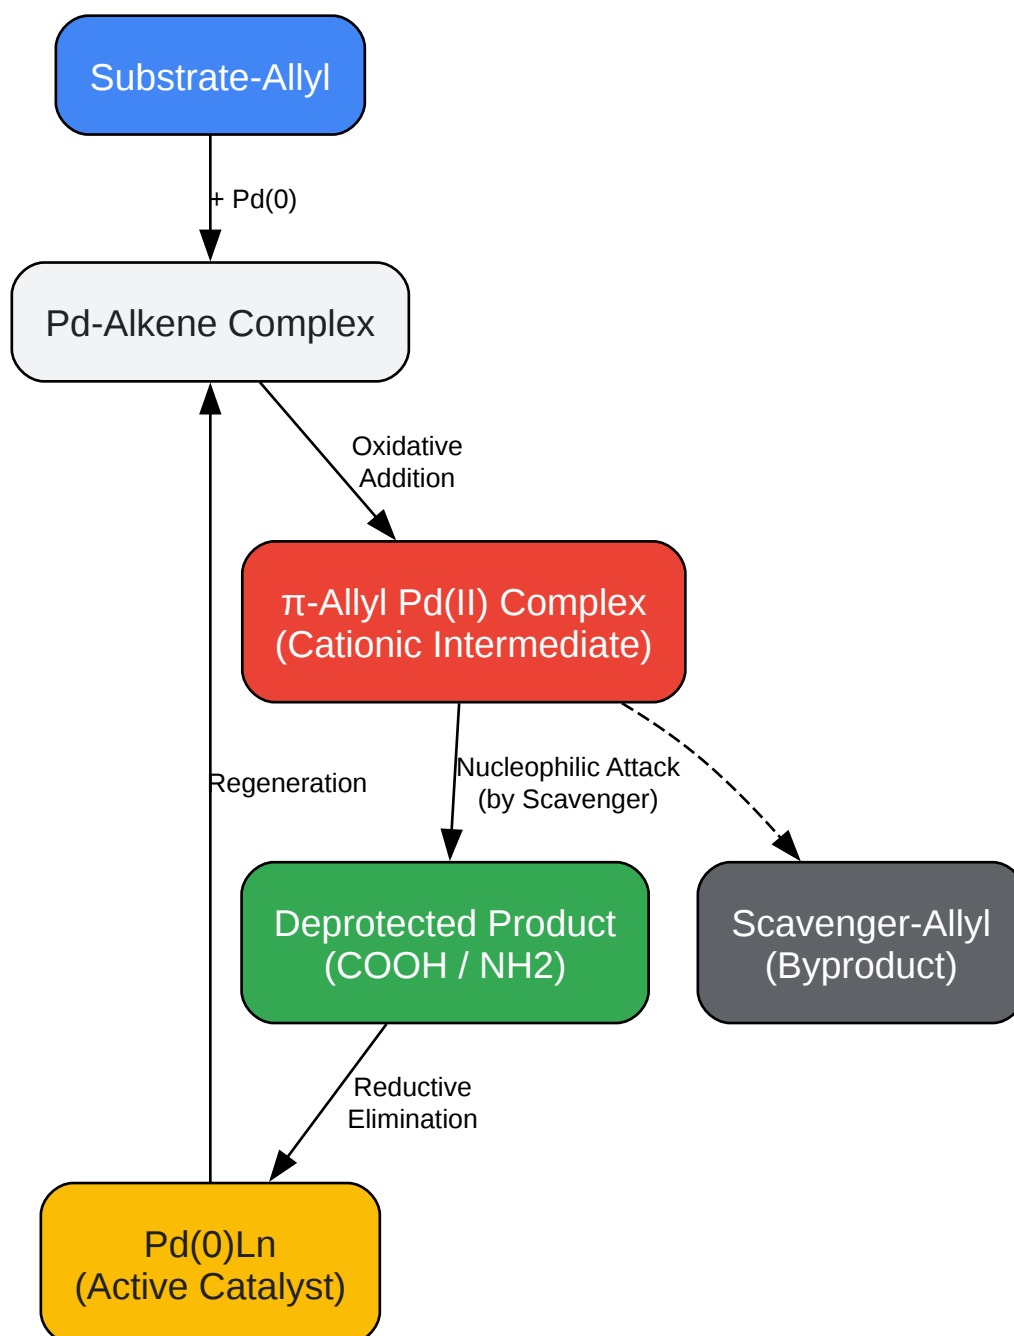 Substrate-Allyl
+ Pd(0)
Pd-Alkene Complex
Oxidative
Addition
π-Allyl Pd(II) Complex
(Cationic Intermediate)
Regeneration
Nucleophilic Attack
(by Scavenger)
Deprotected Product
(COOH / NH2)
Scavenger-Allyl
(Byproduct)
Reductive
Elimination
Pd(0)Ln
(Active Catalyst)